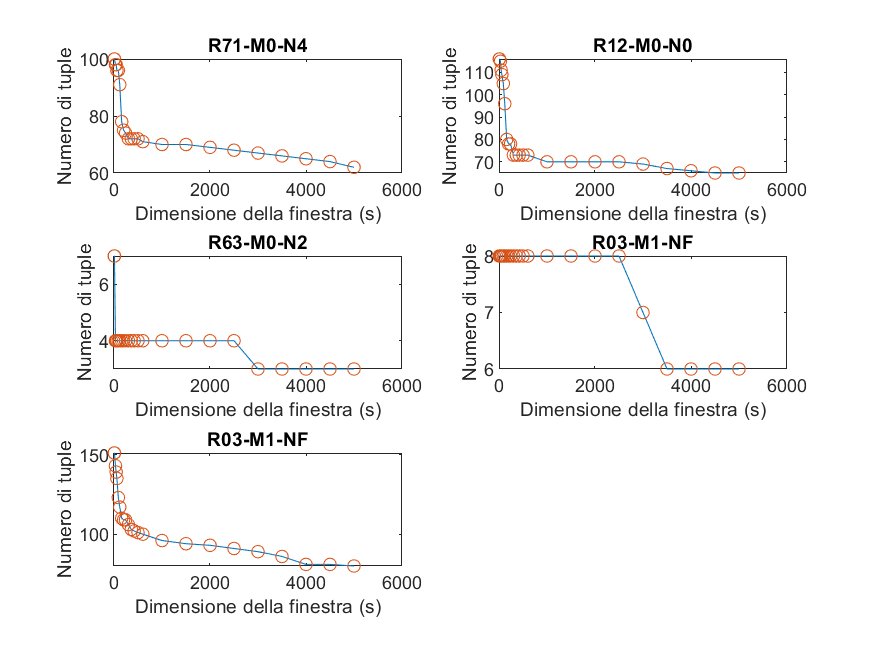 R71-M0-N4
Numero di tuple
100
80
60
0
2000
4000
6000
Dimensione della finestra (s)
R12-M0-N0
Numero di tuple
110
90
70
0
2000
4000
6000
Dimensione della finestra (s)
R63-M0-N2
Numero di tuple
6
4
0
2000
4000
6000
Dimensione della finestra (s)
R03-M1-NF
Numero di tuple
8
7
6
0
2000
4000
6000
Dimensione della finestra (s)
R03-M1-NF
Numero di tuple
150
100
0
2000
4000
6000
Dimensione della finestra (s)